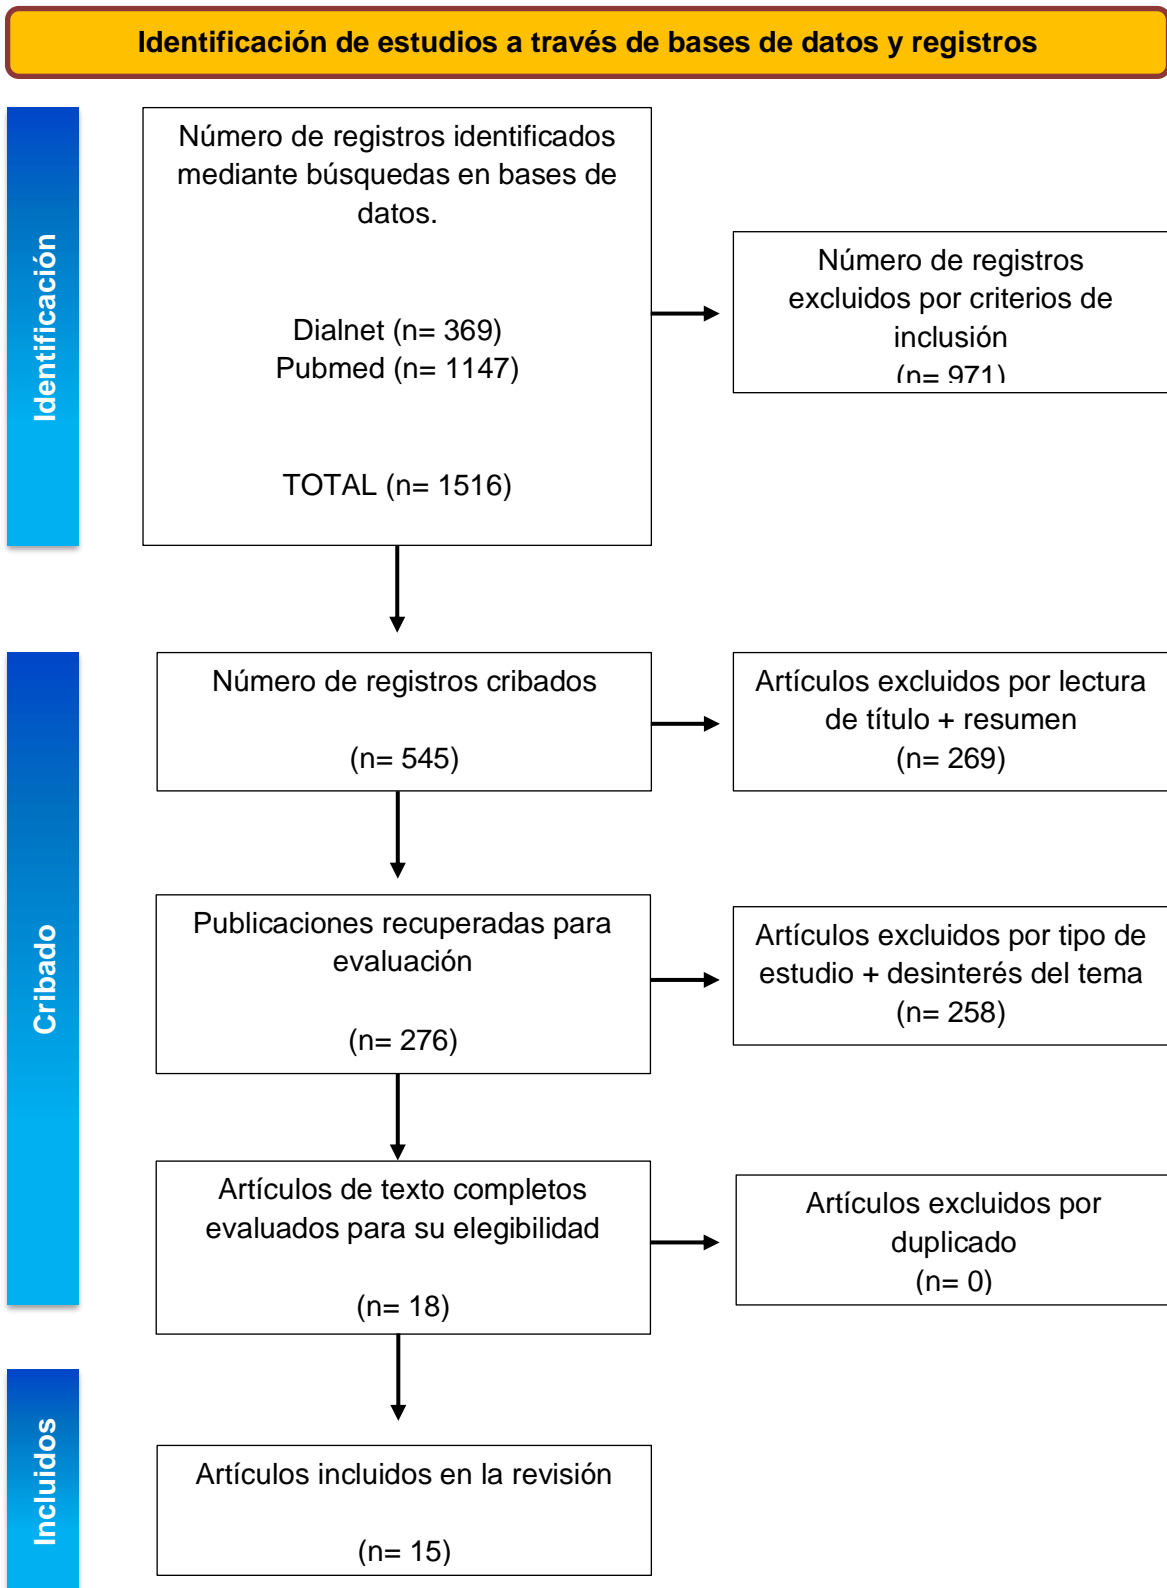 Identificación de estudios a través de bases de datos y registros
Identificación
Número de registros identificados
mediante búsquedas en bases de
datos.
Dialnet (n= 369)
Pubmed (n= 1147)
TOTAL (n= 1516)
Número de registros
excluidos por criterios de
inclusión
(n= 971)
Cribado
Número de registros cribados
(n= 545)
Artículos excluidos por lectura
de título + resumen
(n= 269)
Publicaciones recuperadas para
evaluación
(n= 276)
Artículos excluidos por tipo de
estudio + desinterés del tema
(n= 258)
Artículos de texto completos
evaluados para su elegibilidad
(n= 18)
Artículos excluidos por
duplicado
(n= 0)
Incluidos
Artículos incluidos en la revisión
(n= 15)